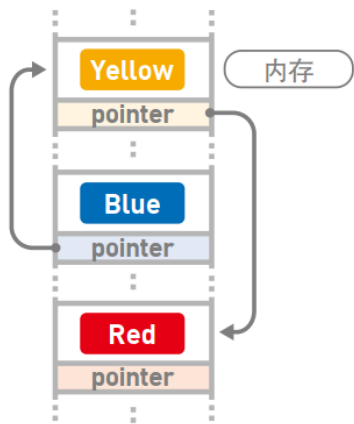 Yellow
内存
pointer
Blue
pointer
Red
pointer